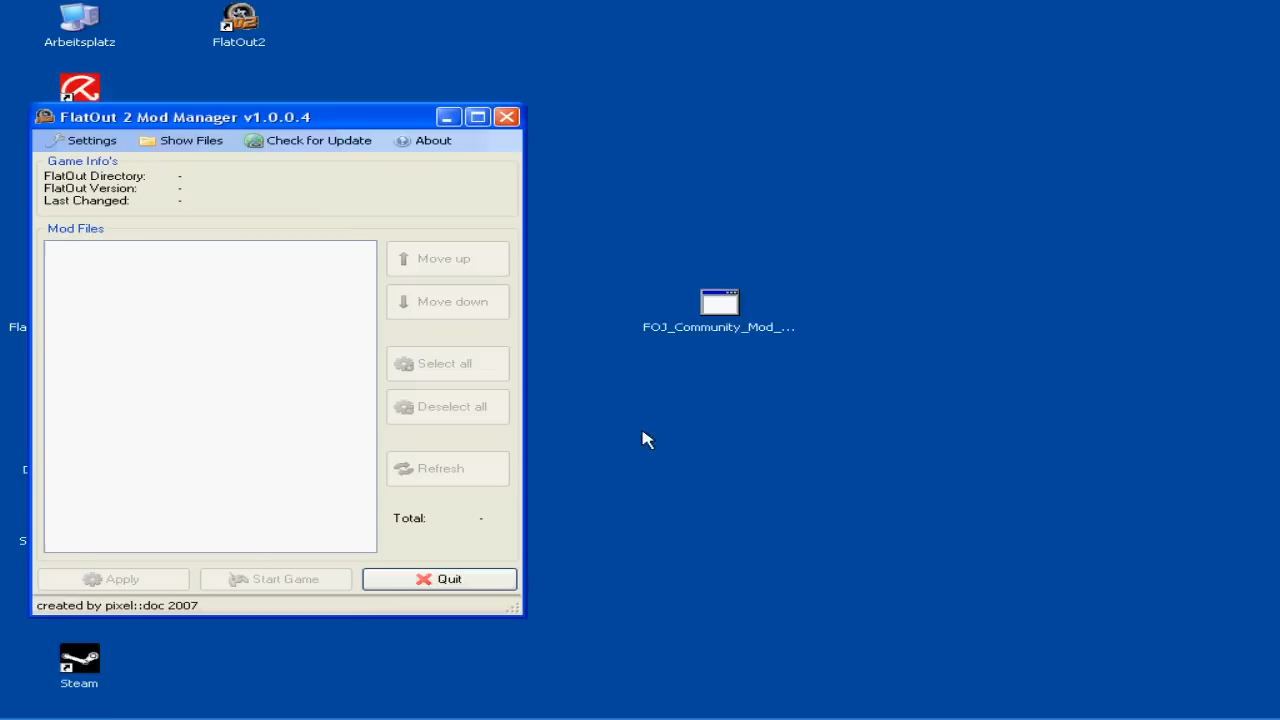 Arbeitsplatz
FlatOut2
FlatOut 2 Mod Manager v1.0.0.4
Settings Show Files Check for Update About
Game Info's
FlatOut Directory: -
FlatOut Version: -
Last Changed: -
Mod Files
Move up
Move down
Select all
Deselect all
Refresh
Total: -
Apply Start Game Quit
created by pixel::doc 2007
Fla
D
S
FOJ_Community_Mod_...
Steam